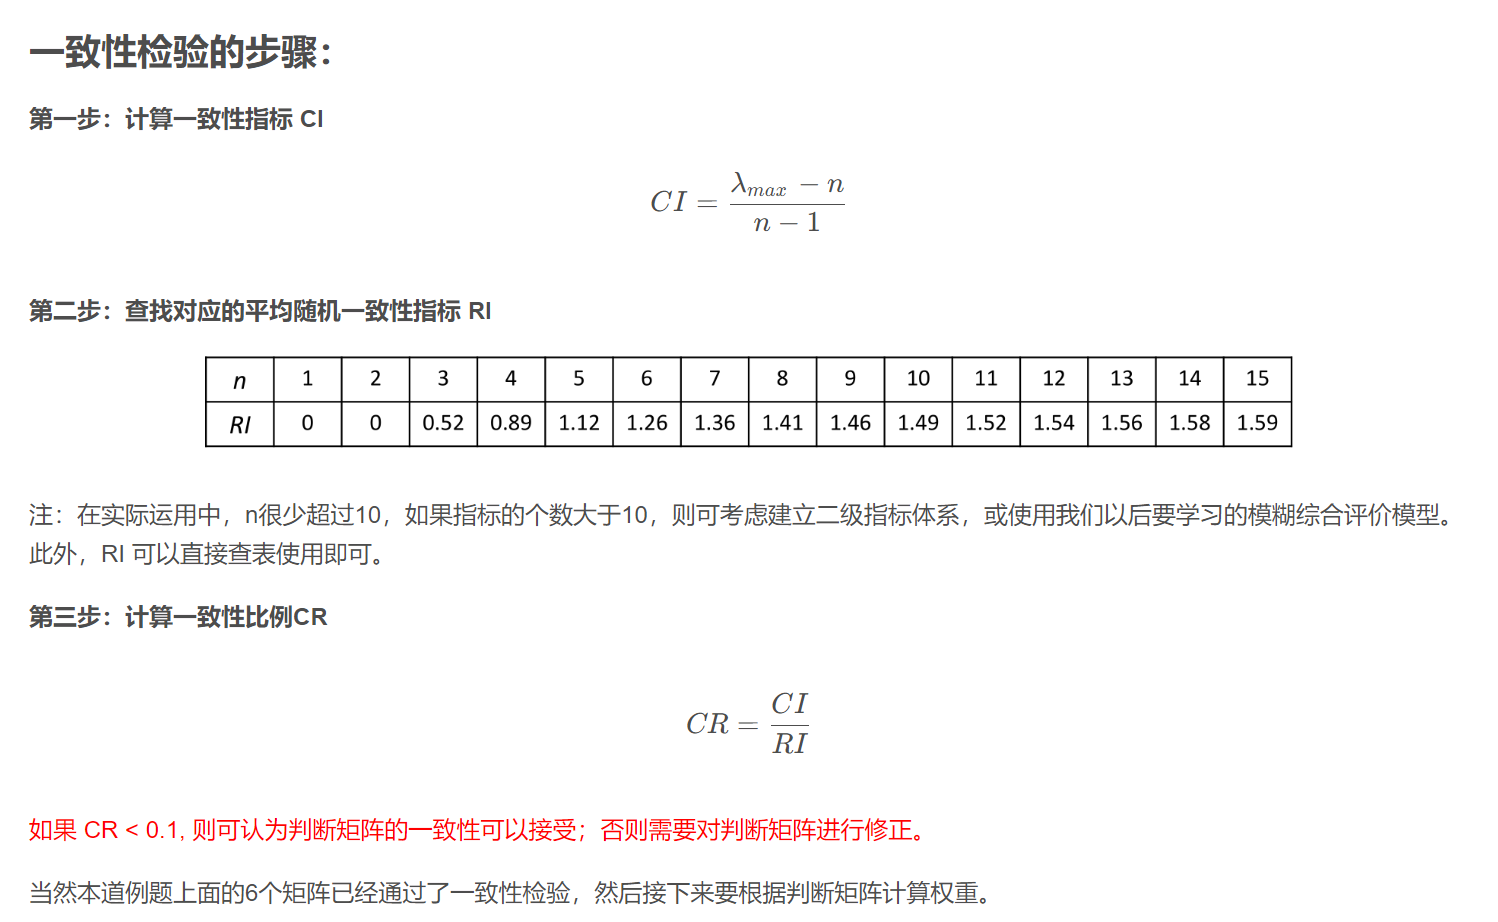 一致性检验的步骤：
第一步：计算一致性指标 CI
CI = \frac{\lambda_{max} - n}{n - 1}
第二步：查找对应的平均随机一致性指标 RI
n 1 2 3 4 5 6 7 8 9 10 11 12 13 14 15
RI 0 0 0.52 0.89 1.12 1.26 1.36 1.41 1.46 1.49 1.52 1.54 1.56 1.58 1.59
注：在实际运用中，n很少超过10，如果指标的个数大于10，则可考虑建立二级指标体系，或使用我们以后要学习的模糊综合评价模型。
此外，RI 可以直接查表使用即可。
第三步：计算一致性比例CR
CR = \frac{CI}{RI}
如果 CR < 0.1, 则可认为判断矩阵的一致性可以接受；否则需要对判断矩阵进行修正。
当然本道例题上面的6个矩阵已经通过了一致性检验，然后接下来要根据判断矩阵计算权重。